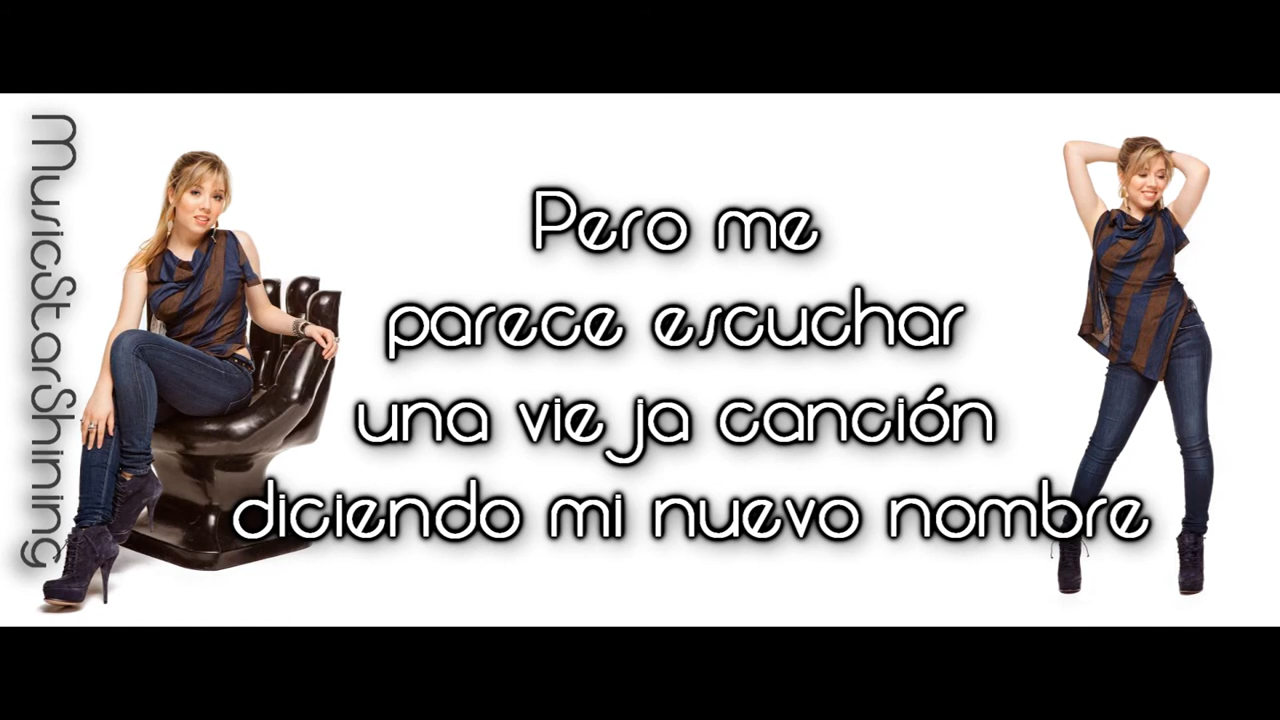 MusicStarShining
Pero me
parece escuchar
una vieja canción
diciendo mi nuevo nombre